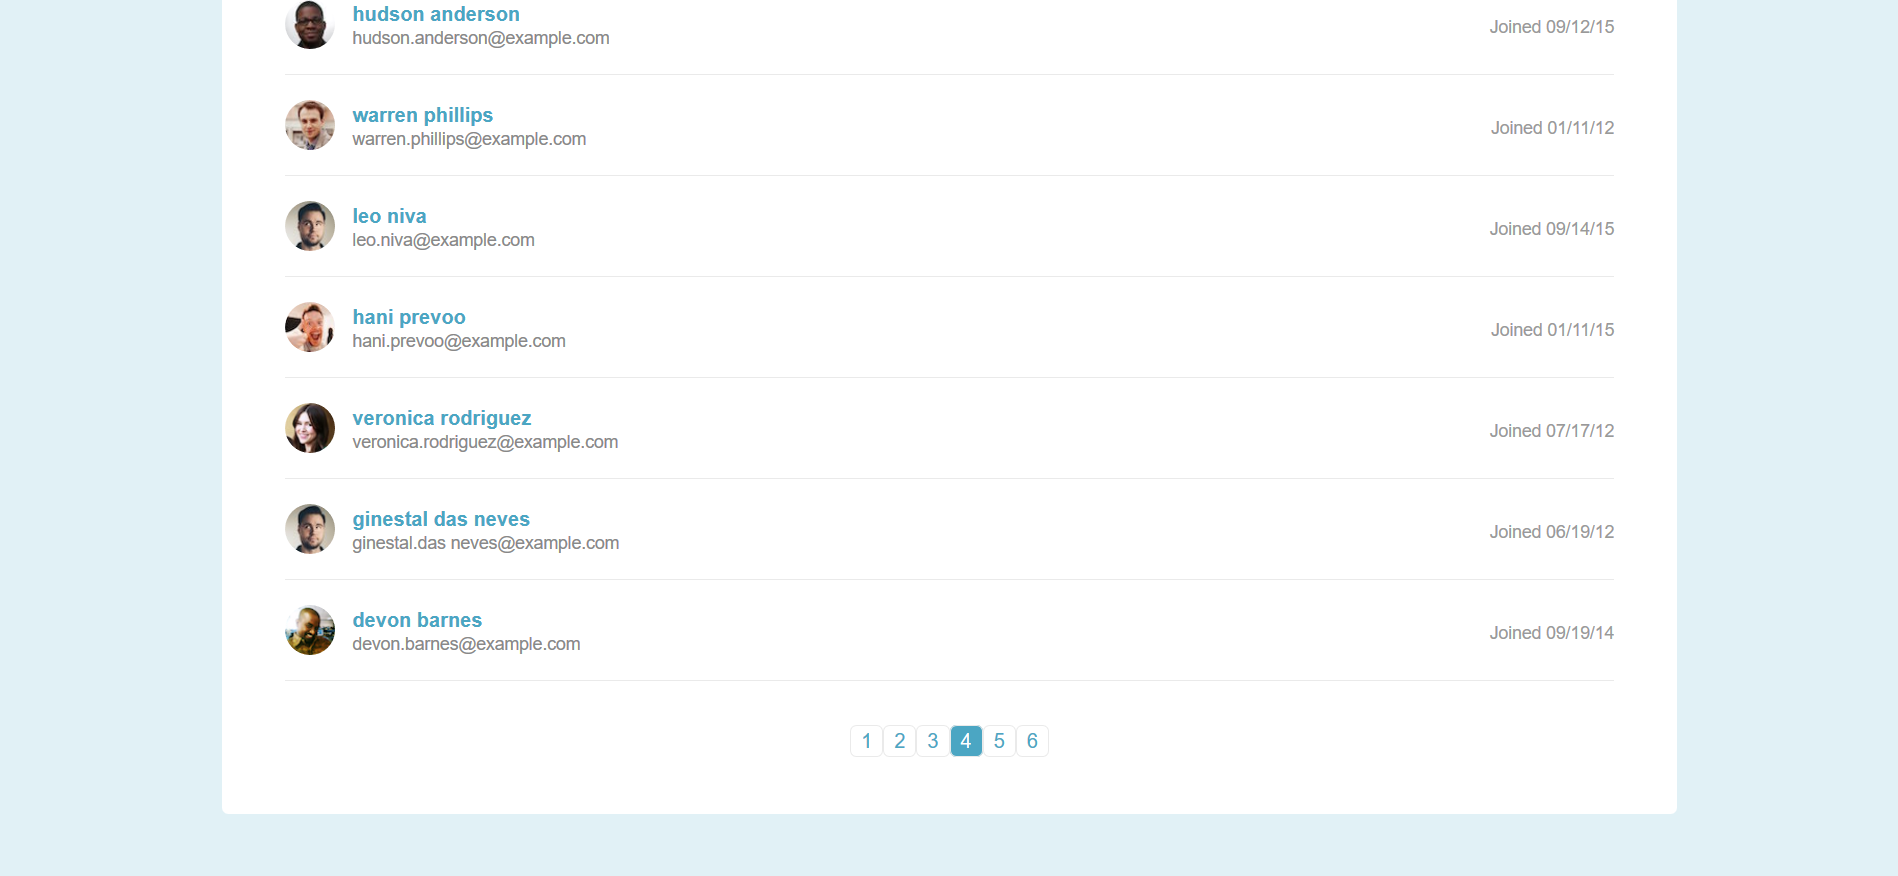 hudson anderson
hudson.anderson@example.com
Joined 09/12/15
warren phillips
warren.phillips@example.com
Joined 01/11/12
leo niva
leo.niva@example.com
Joined 09/14/15
hani prevoo
hani.prevoo@example.com
Joined 01/11/15
veronica rodriguez
veronica.rodriguez@example.com
Joined 07/17/12
ginestal das neves
ginestal.das neves@example.com
Joined 06/19/12
devon barnes
devon.barnes@example.com
Joined 09/19/14
1 2 3 4 5 6